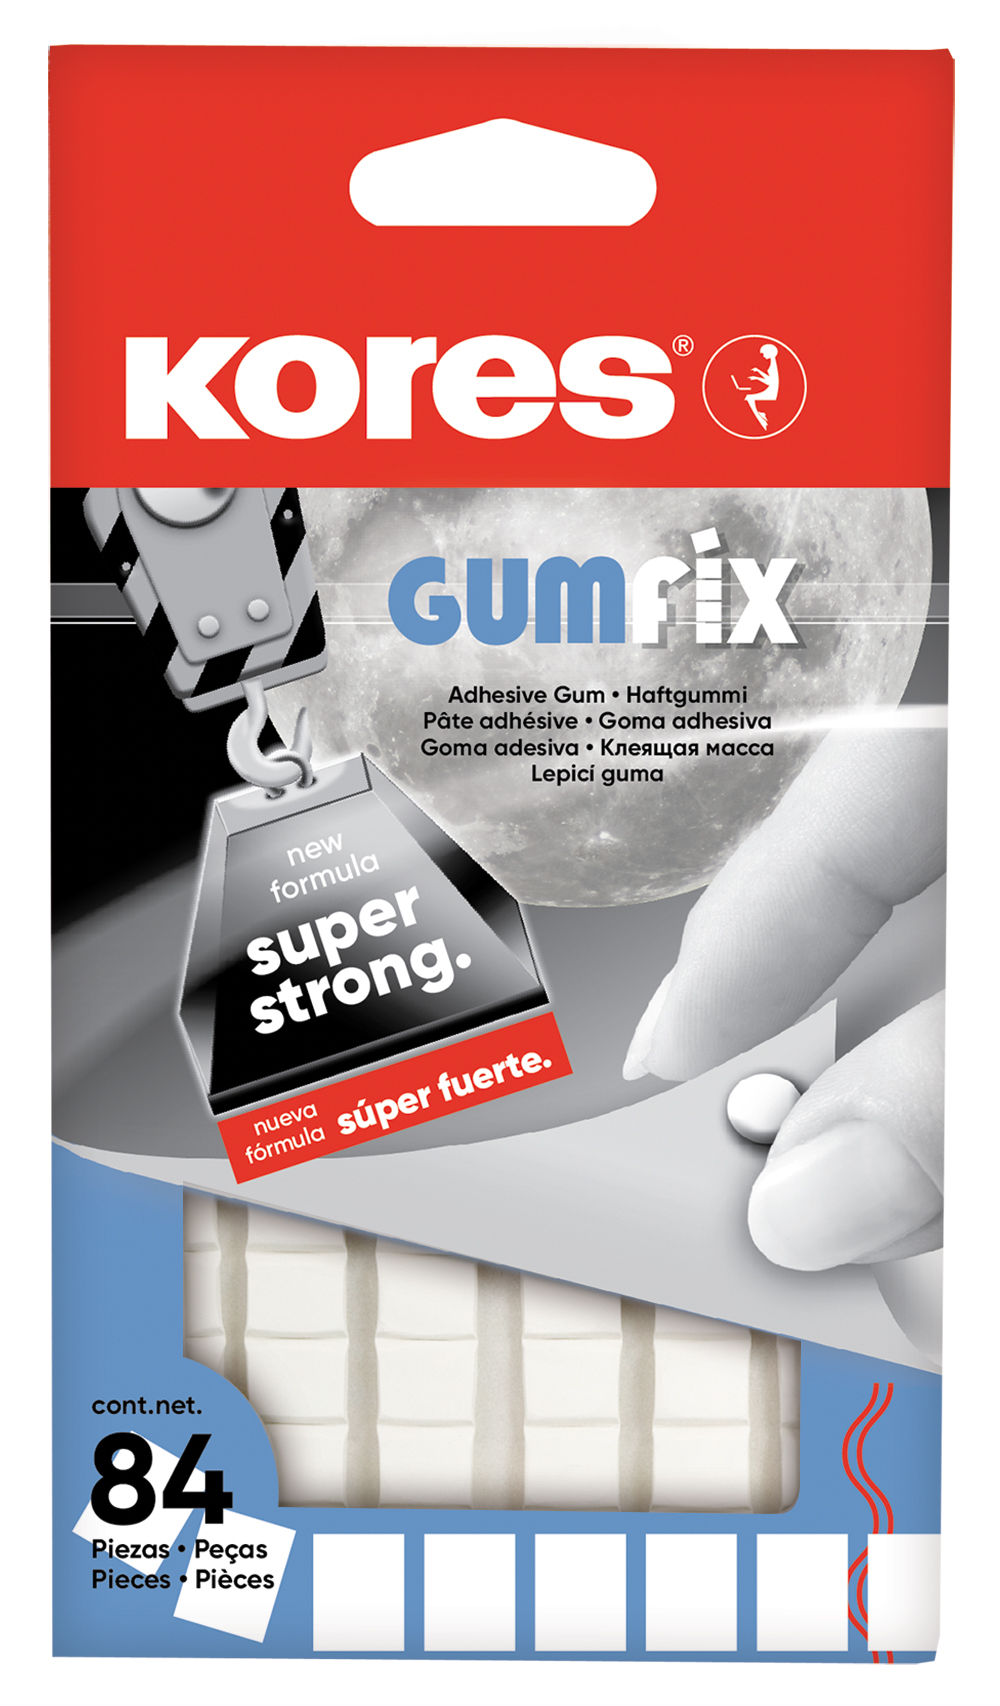 Kores®
GUMFIX
Adhesive Gum • Haftgummi
Pâte adhésive • Goma adhesiva
Goma adesiva • Клеящая масса
Lepicí guma
new
formula
super
strong.
nueva
fórmula
súper fuerte.
cont.net.
84
Piezas • Peças
Pieces • Pièces